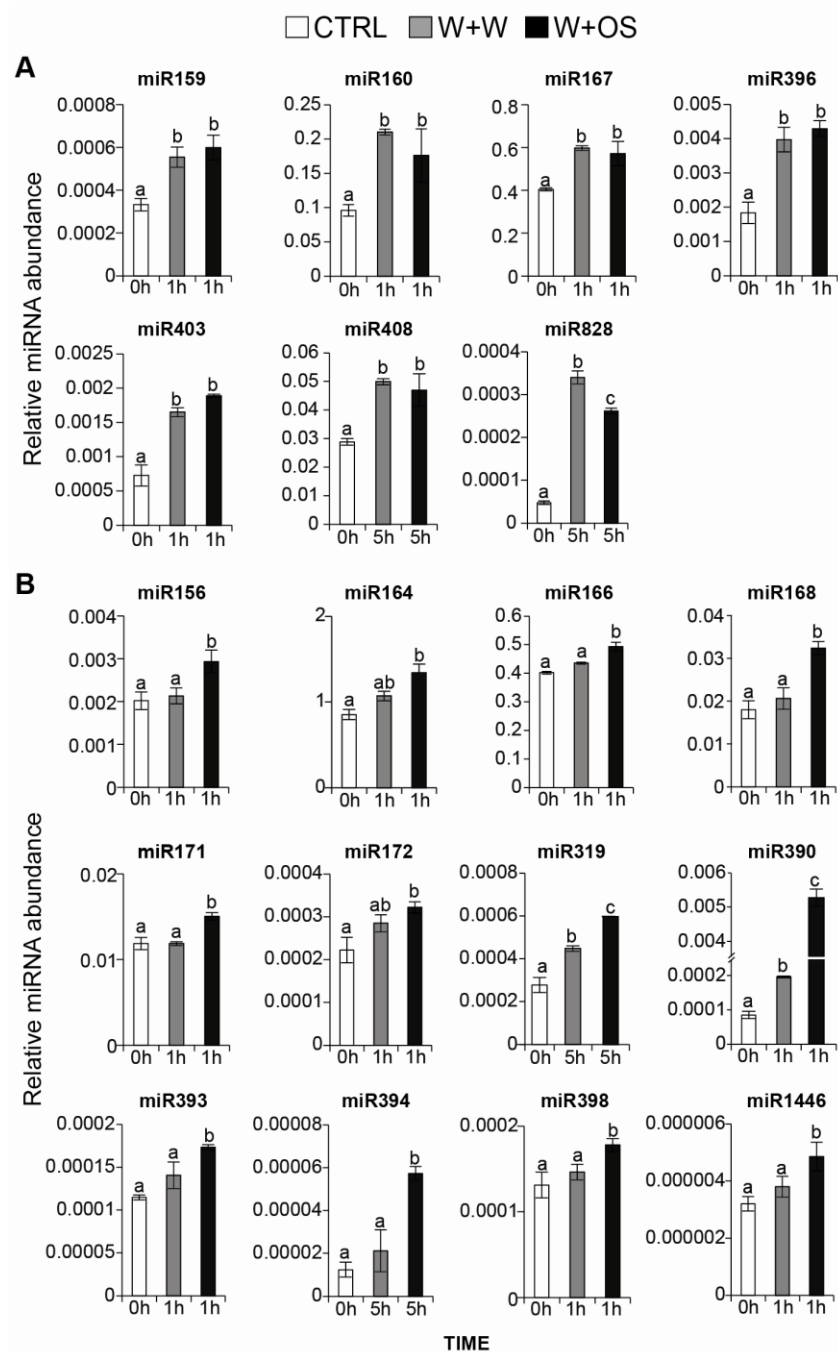 CTRL W+W W+OS
A
Relative miRNA abundance
miR159 miR160 miR167 miR396
0.0008 0.25 0.8 0.005
0.0006 0.2 0.6 0.004
0.0004 0.15 0.4 0.003
0.0002 0.1 0.2 0.002
0 0.05 0 0.001
0 0
a b b a b b a b b a b b
0h 1h 1h 0h 1h 1h 0h 1h 1h 0h 1h 1h
miR403 miR408 miR828
0.0025 0.06 0.0004
0.002 0.05 0.0003
0.0015 0.04 0.0002
0.001 0.03 0.0001
0.0005 0.02 0
0 0.01
0
a b b a b b a b c
0h 1h 1h 0h 5h 5h 0h 5h 5h
B
Relative miRNA abundance
miR156 miR164 miR166 miR168
0.004 2 0.6 0.04
0.003 1 0.5 0.03
0.002 0 0.4 0.02
0.001 0.3 0.01
0 0.2 0
0.1
0
a a b a ab b a a b a a b
0h 1h 1h 0h 1h 1h 0h 1h 1h 0h 1h 1h
miR171 miR172 miR319 miR390
0.02 0.0004 0.0008 0.006
0.01 0.0003 0.0006 0.005
0 0.0002 0.0004 0.004
0.0001 0.0002 0.0002
0 0 0.0001
0
a a b a ab b a b c a b c
0h 1h 1h 0h 1h 1h 0h 5h 5h 0h 1h 1h
miR393 miR394 miR398 miR1446
0.0002 0.00008 0.0002 0.000006
0.00015 0.00006 0.0001 0.000004
0.0001 0.00004 0 0.000002
0.00005 0.00002 0
0 0
a a b a a b a a b a a b
0h 1h 1h 0h 5h 5h 0h 1h 1h 0h 1h 1h
TIME